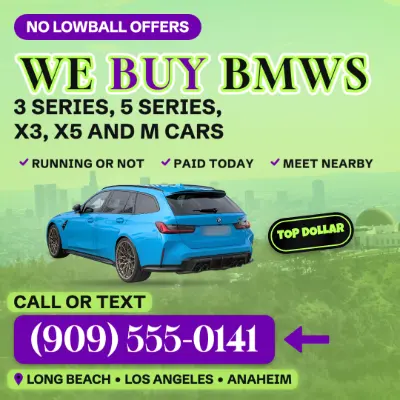 NO LOWBALL OFFERS
WE BUY BMWS
3 SERIES, 5 SERIES,
X3, X5 AND M CARS
RUNNING OR NOT
PAID TODAY
MEET NEARBY
TOP DOLLAR
CALL OR TEXT
(909) 555-0141
LONG BEACH • LOS ANGELES • ANAHEIM